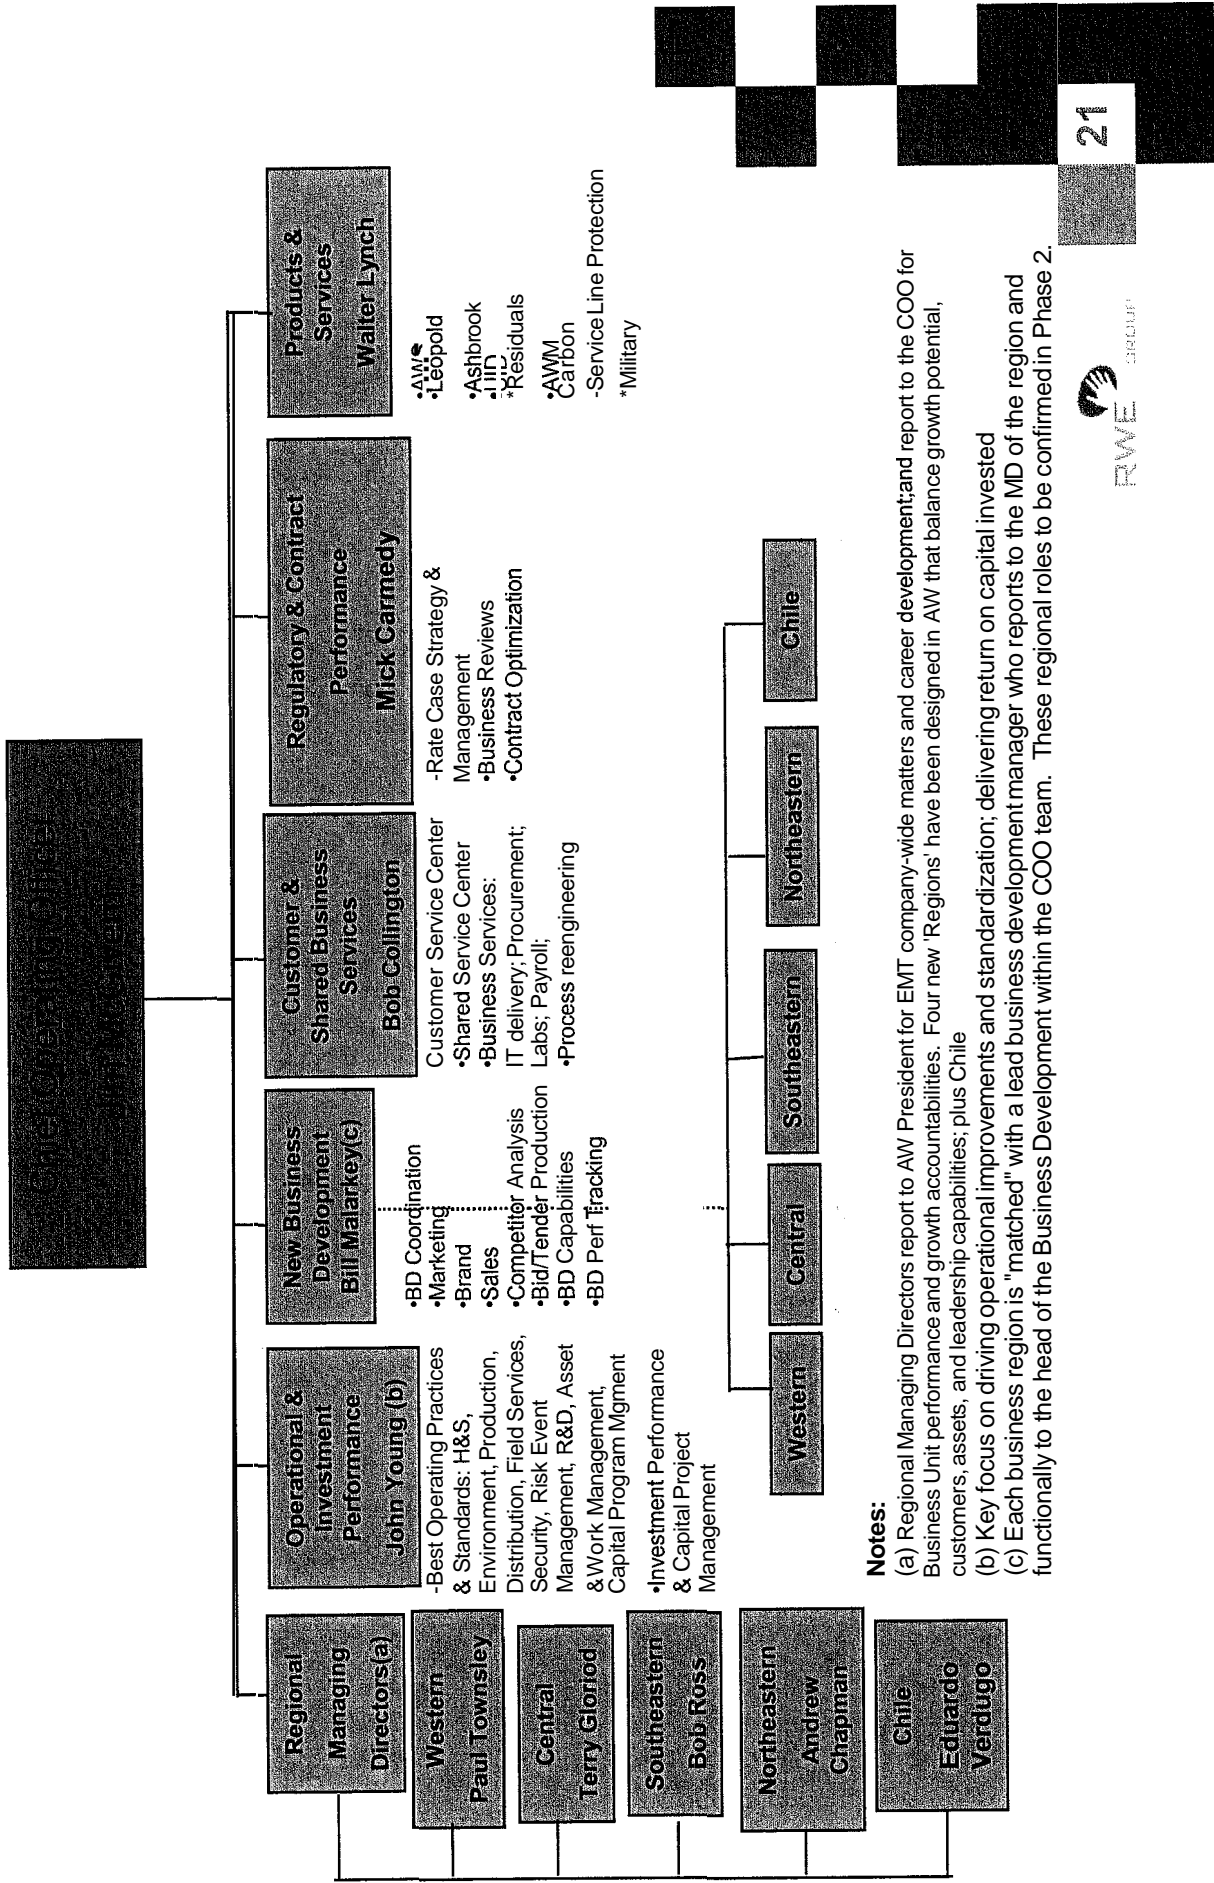 Chief Operating Officer
Regional
Managing
Directors(a)
Western
Paul Townsley
Central
Terry Gloriod
Southeastern
Bob Ross
Northeastern
Andrew
Chapman
Chile
Eduardo
Verdugo
Operational &
Investment
Performance
John Young (b)
-Best Operating Practices
& Standards: H&S,
Environment, Production,
Distribution, Field Services,
Security, Risk Event
Management, R&D, Asset
& Work Management,
Capital Program Mgment
•Investment Performance
& Capital Project
Management
New Business
Development
Bill Malarkey(c)
•BD Coordination
•Marketing
•Brand
•Sales
•Competitor Analysis
•Bid/Tender Production
•BD Capabilities
•BD Perf Tracking
Customer &
Shared Business
Services
Bob Collington
Customer Service Center
•Shared Service Center
•Business Services:
IT delivery; Procurement;
Labs; Payroll;
•Process reengineering
Regulatory & Contract
Performance
Mick Carmedy
-Rate Case Strategy &
Management
•Business Reviews
•Contract Optimization
Products &
Services
Walter Lynch
•Leopold
•Ashbrook
*Residuals
•AWM
Carbon
-Service Line Protection
*Military
Western
Central
Southeastern
Northeastern
Chile
Notes:
(a) Regional Managing Directors report to AW President for EMT company-wide matters and career development;and report to the COO for
Business Unit performance and growth accountabilities. Four new 'Regions' have been designed in AW that balance growth potential,
customers, assets, and leadership capabilities; plus Chile
(b) Key focus on driving operational improvements and standardization; delivering return on capital invested
(c) Each business region is "matched" with a lead business development manager who reports to the MD of the region and
functionally to the head of the Business Development within the COO team. These regional roles to be confirmed in Phase 2.
RWE GROUP
21